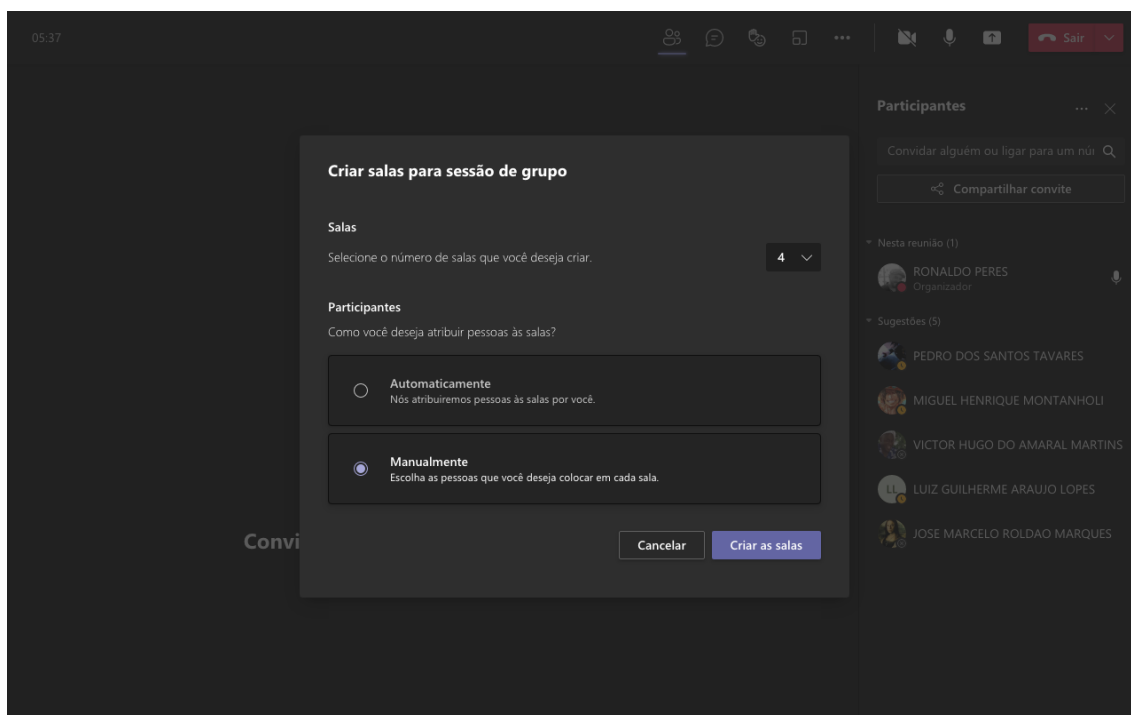 05:37
Sair
Participantes
Convidar alguém ou ligar para um núi
Compartilhar convite
Nesta reunião (1)
RONALDO PERES
Organizador
Sugestões (5)
PEDRO DOS SANTOS TAVARES
MIGUEL HENRIQUE MONTANHOLI
VICTOR HUGO DO AMARAL MARTINS
LL
LUIZ GUILHERME ARAUJO LOPES
JOSE MARCELO ROLDAO MARQUES
Criar salas para sessão de grupo
Salas
Selecione o número de salas que você deseja criar.
4
Participantes
Como você deseja atribuir pessoas às salas?
Automaticamente
Nós atribuiremos pessoas às salas por você.
Manualmente
Escolha as pessoas que você deseja colocar em cada sala.
Cancelar
Criar as salas
Convi